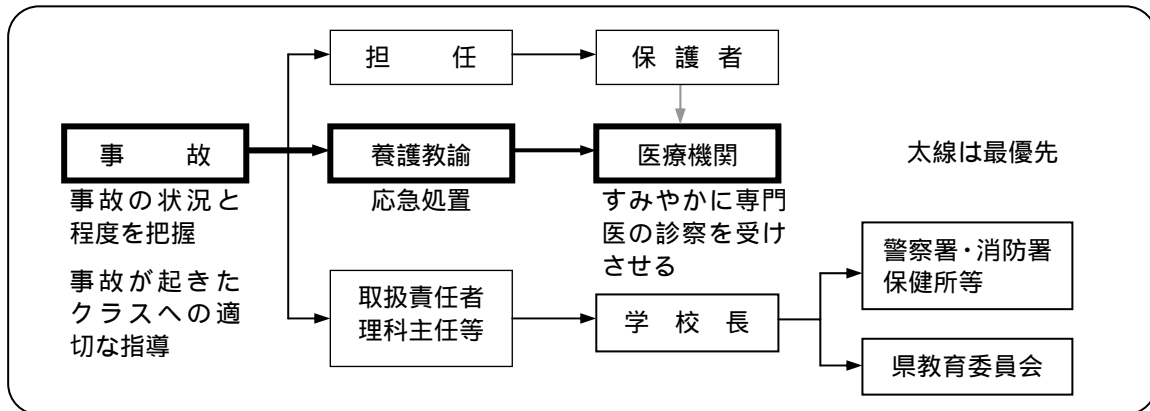 担任
保護者
事故
養護教諭
医療機関
太線は最優先
事故の状況と
程度を把握
応急処置
すみやかに専門
医の診察を受け
させる
事故が起きた
クラスへの適
切な指導
取扱責任者
理科主任等
学校長
警察署・消防署
保健所等
県教育委員会